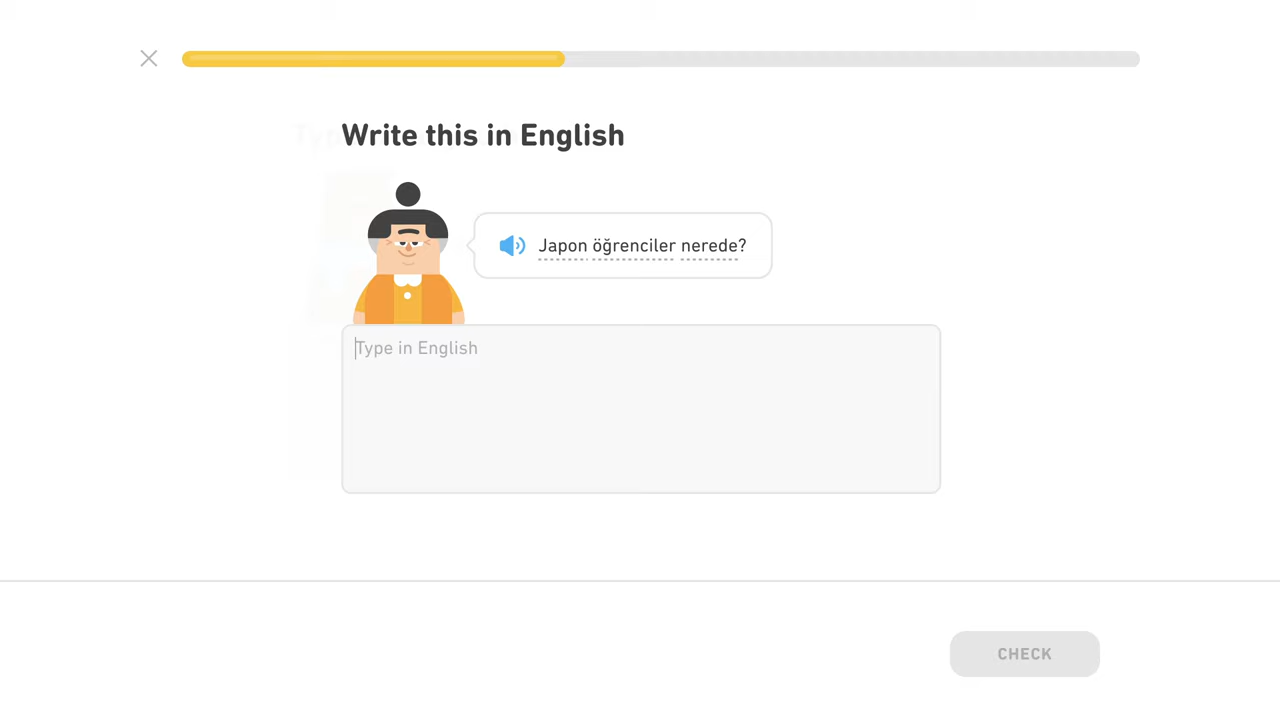 Write this in English
Japon öğrenciler nerede?
Type in English
CHECK